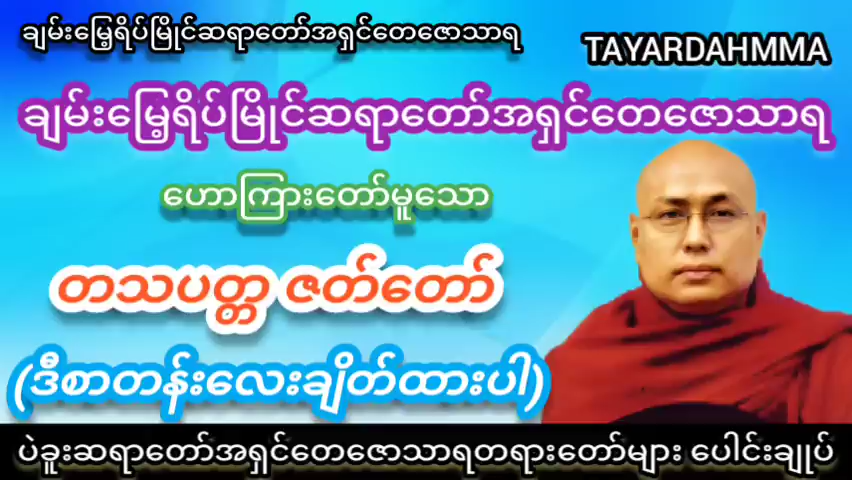 ချမ်းမြေ့ရိပ်မြိုင်ဆရာတော်အရှင်တေဇောသာရ
TAYARDAHMMA
ချမ်းမြေ့ရိပ်မြိုင်ဆရာတော်အရှင်တေဇောသာရ
ဟောကြားတော်မူသော
တသပတ္တ ဇတ်တော်
(ဒီစာတန်းလေးချိတ်ထားပါ)
ပဲခူးဆရာတော်အရှင်တေဇောသာရတရားတော်များ ပေါင်းချုပ်